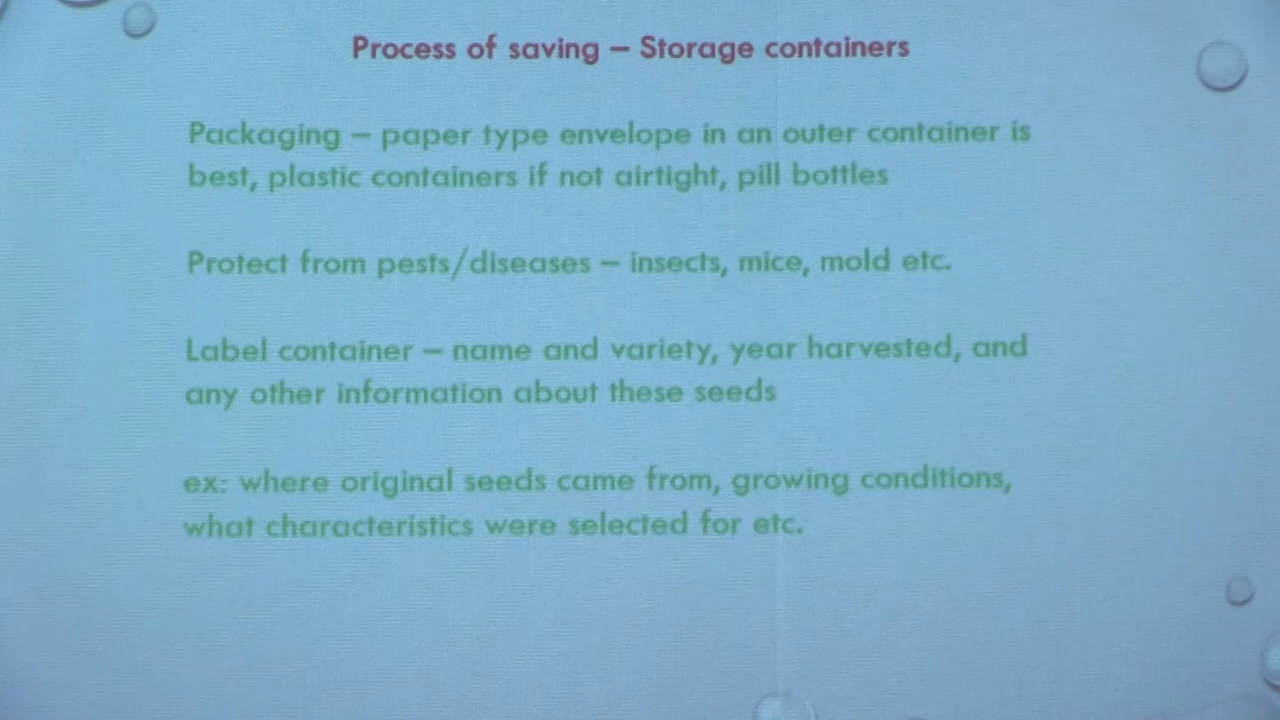 Process of saving – Storage containers
Packaging – paper type envelope in an outer container is
best, plastic containers if not airtight, pill bottles
Protect from pests/diseases – insects, mice, mold etc.
Label container – name and variety, year harvested, and
any other information about these seeds
ex: where original seeds came from, growing conditions,
what characteristics were selected for etc.